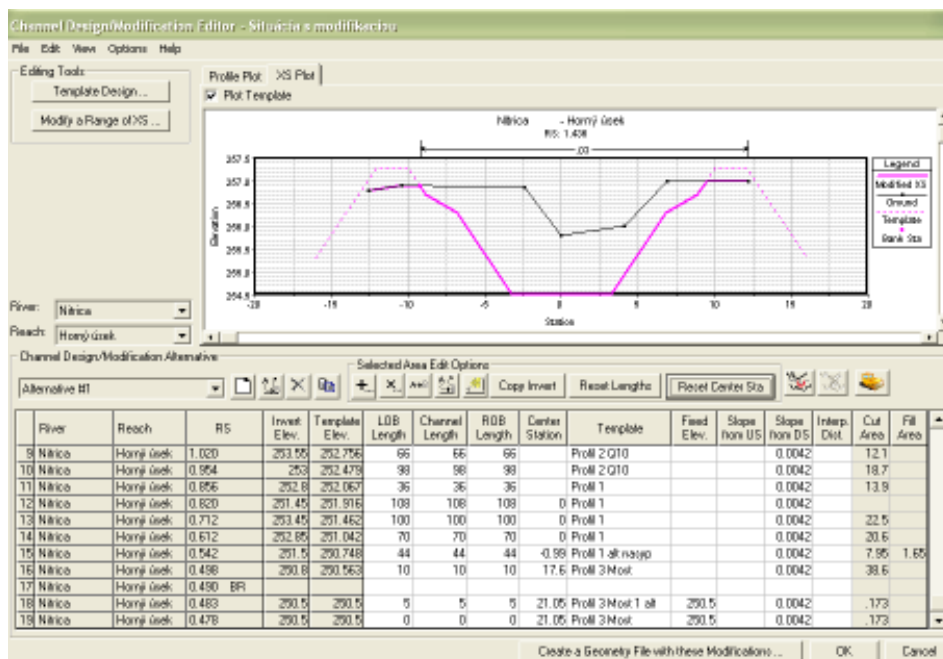 Channel Design/Modification Editor - Situácia s modifikaciou
File Edit View Options Help
Editing Tools
Template Design ...
Modify a Range of XS ...
Profile Plot XS Plot
Plot Template
Nitrica - Horný úsek
RS: 1.438
.03
Elevation
257.5
257.0
256.5
256.0
255.5
255.0
254.5
-20 -15 -10 -5 0 5 10 15 20
Station
Legend
Modified XS
Ground
Template
Bank Sta
River: Nitrica
Reach: Horný úsek
Channel Design/Modification Alternative
Alternative #1
Selected Area Edit Options
Copy Invert
Reset Lengths
Reset Center Sta
River Reach RS Invert Elev. Template Elev. LOB Length Channel Length ROB Length Center Station Template Fixed Elev. Slope from US Slope from DS Interp. Dist. Cut Area Fill Area
9 Nitrica Horný úsek 1.020 253.55 252.756 66 66 66 Profil 2 Q10 0.0042 12.1
10 Nitrica Horný úsek 0.954 253 252.479 98 98 98 Profil 2 Q10 0.0042 18.7
11 Nitrica Horný úsek 0.856 252.8 252.067 36 36 36 Profil 1 0.0042 13.9
12 Nitrica Horný úsek 0.820 251.45 251.916 108 108 108 0 Profil 1 0.0042
13 Nitrica Horný úsek 0.712 253.45 251.462 100 100 100 0 Profil 1 0.0042 22.5
14 Nitrica Horný úsek 0.612 252.85 251.042 70 70 70 0 Profil 1 0.0042 20.6
15 Nitrica Horný úsek 0.542 251.5 250.748 44 44 44 -0.99 Profil 1 alt nasyp 0.0042 7.95 1.65
16 Nitrica Horný úsek 0.498 250.8 250.563 10 10 10 17.6 Profil 3 Most 0.0042 38.6
17 Nitrica Horný úsek 0.490 BR
18 Nitrica Horný úsek 0.483 250.5 250.5 5 5 5 21.05 Profil 3 Most 1 alt 250.5 0.0042 .173
19 Nitrica Horný úsek 0.478 250.5 250.5 0 0 0 21.05 Profil 3 Most 250.5 0.0042 .173
Create a Geometry File with these Modifications ...
OK
Cancel